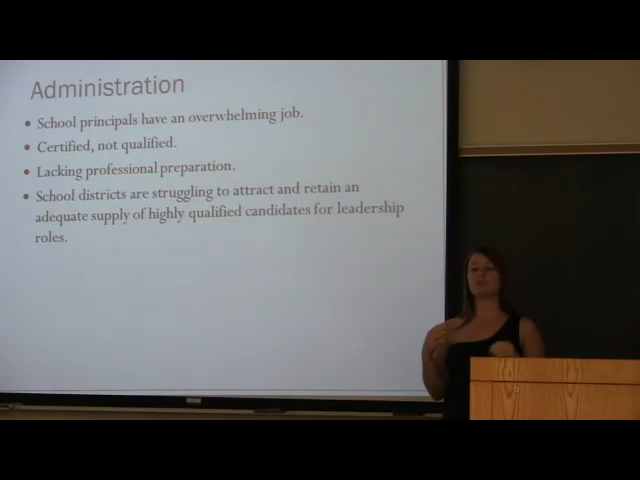 Administration
• School principals have an overwhelming job.
• Certified, not qualified.
• Lacking professional preparation.
• School districts are struggling to attract and retain an
adequate supply of highly qualified candidates for leadership
roles.